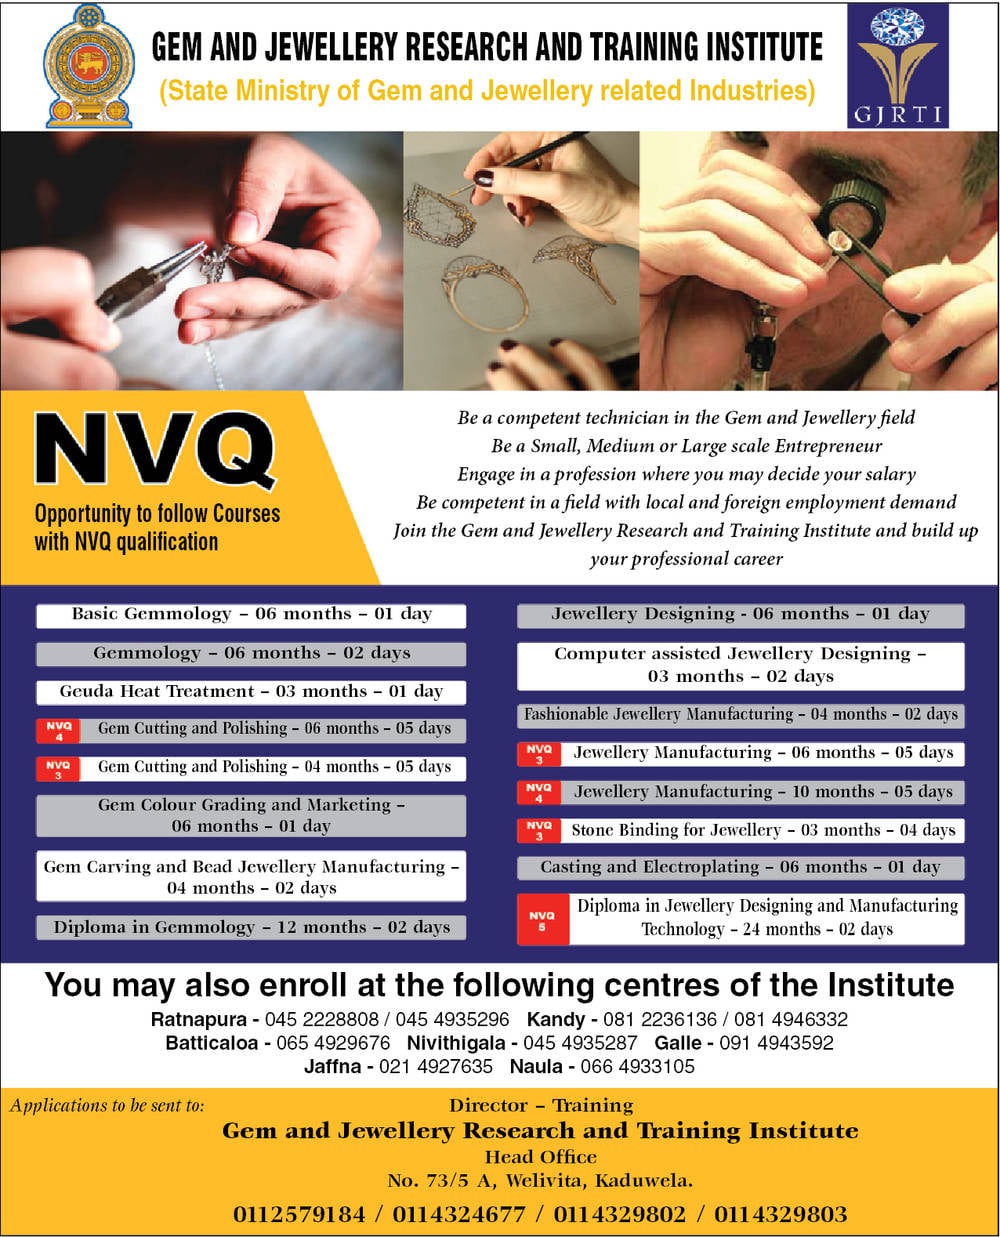 GEM AND JEWELLERY RESEARCH AND TRAINING INSTITUTE
(State Ministry of Gem and Jewellery related Industries)
GJRTI
NVQ
Opportunity to follow Courses
with NVQ qualification
Be a competent technician in the Gem and Jewellery field
Be a Small, Medium or Large scale Entrepreneur
Engage in a profession where you may decide your salary
Be competent in a field with local and foreign employment demand
Join the Gem and Jewellery Research and Training Institute and build up
your professional career
Basic Gemmology – 06 months – 01 day
Gemmology – 06 months – 02 days
Geuda Heat Treatment – 03 months – 01 day
NVQ
4
Gem Cutting and Polishing – 06 months – 05 days
NVQ
3
Gem Cutting and Polishing – 04 months – 05 days
Gem Colour Grading and Marketing –
06 months – 01 day
Gem Carving and Bead Jewellery Manufacturing –
04 months – 02 days
Diploma in Gemmology – 12 months – 02 days
Jewellery Designing - 06 months – 01 day
Computer assisted Jewellery Designing –
03 months – 02 days
Fashionable Jewellery Manufacturing – 04 months – 02 days
NVQ
3
Jewellery Manufacturing – 06 months – 05 days
NVQ
4
Jewellery Manufacturing – 10 months – 05 days
NVQ
3
Stone Binding for Jewellery – 03 months – 04 days
Casting and Electroplating – 06 months – 01 day
NVQ
5
Diploma in Jewellery Designing and Manufacturing
Technology – 24 months – 02 days
You may also enroll at the following centres of the Institute
Ratnapura - 045 2228808 / 045 4935296 Kandy - 081 2236136 / 081 4946332
Batticaloa - 065 4929676 Nivithigala - 045 4935287 Galle - 091 4943592
Jaffna - 021 4927635 Naula - 066 4933105
Applications to be sent to:
Director – Training
Gem and Jewellery Research and Training Institute
Head Office
No. 73/5 A, Welivita, Kaduwela.
0112579184 / 0114324677 / 0114329802 / 0114329803